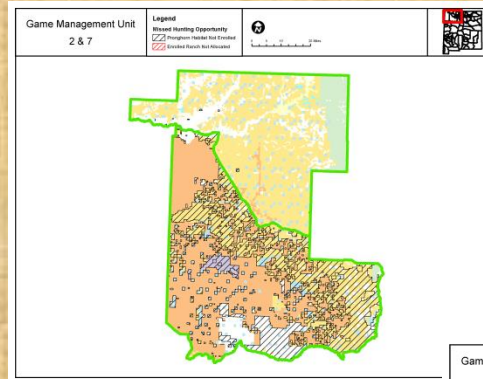 Game Management Unit
2 & 7
Legend
Missed Hunting Opportunity
Pronghorn Habitat Not Enrolled
Enrolled Ranch Not Allocated
N
Gam